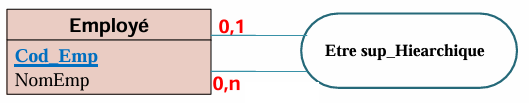 Employé
0,1
Cod_Emp
Etre sup_Hiearchique
NomEmp
0,n